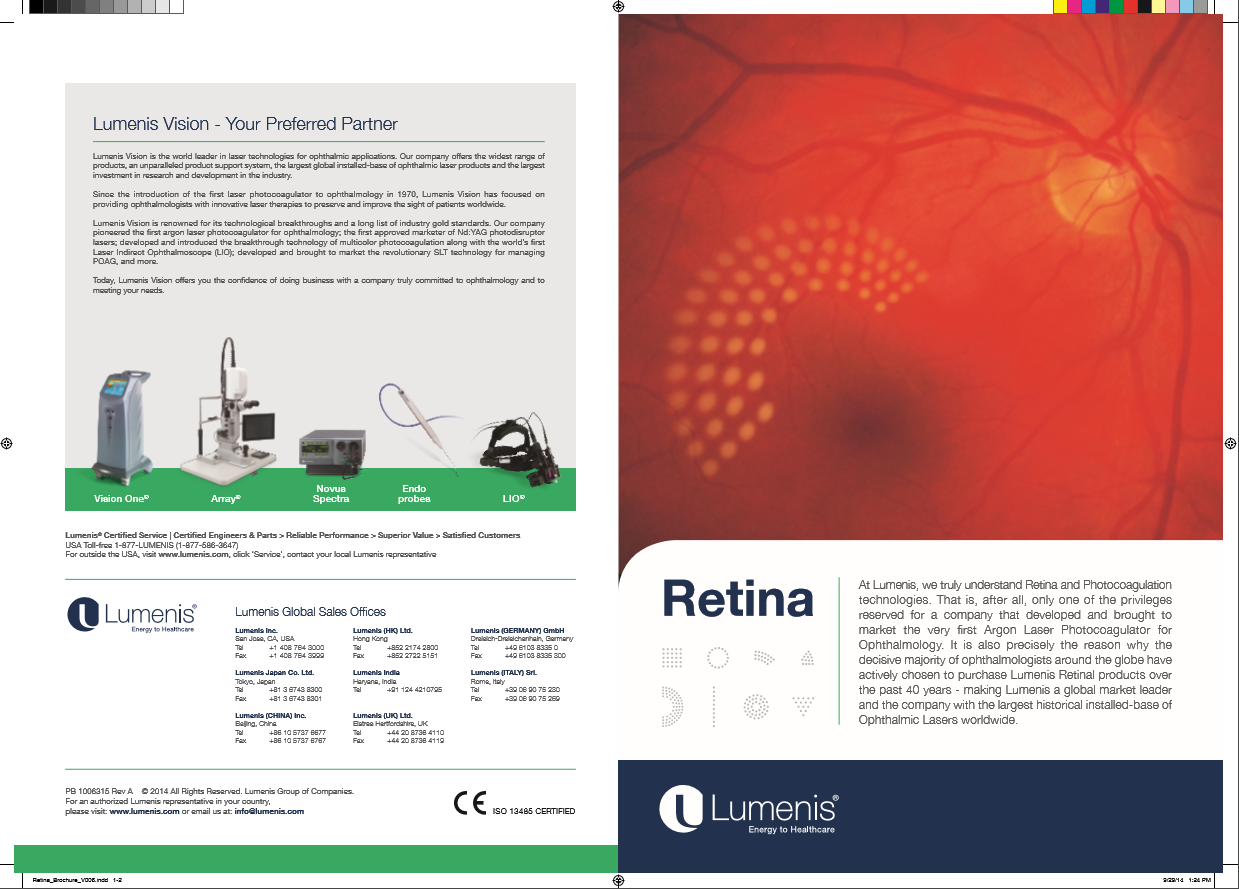 Lumenis Vision - Your Preferred Partner
Lumenis Vision is the world leader in laser technologies for ophthalmic applications. Our company offers the widest range of
products, an unparalleled product support system, the largest global installed-base of ophthalmic laser products and the largest
investment in research and development in the industry.
Since the introduction of the first laser photocoagulator to ophthalmology in 1970, Lumenis Vision has focused on
providing ophthalmologists with innovative laser therapies to preserve and improve the sight of patients worldwide.
Lumenis Vision is renowned for its technological breakthroughs and a long list of industry gold standards. Our company
pioneered the first argon laser photocoagulator for ophthalmology; the first approved marketer of Nd:YAG photodisruptor
lasers; developed and introduced the breakthrough technology of multicolor photocoagulation along with the world's first
Laser Indirect Ophthalmoscope (LIO); developed and brought to market the revolutionary SLT technology for managing
POAG, and more.
Today, Lumenis Vision offers you the confidence of doing business with a company truly committed to ophthalmology and to
meeting your needs.
Vision One®
Array®
Novus
Spectra
Endo
probes
LIO®
Lumenis® Certified Service | Certified Engineers & Parts > Reliable Performance > Superior Value > Satisfied Customers
USA Toll-free 1-877-LUMENIS (1-877-586-3647)
For outside the USA, visit www.lumenis.com, click 'Service', contact your local Lumenis representative
Lumenis®
Energy to Healthcare
Lumenis Global Sales Offices
Lumenis Inc.
San Jose, CA, USA
Tel +1 408 764 3000
Fax +1 408 764 3999
Lumenis (HK) Ltd.
Hong Kong
Tel +852 2174 2800
Fax +852 2722 5151
Lumenis (GERMANY) GmbH
Dreieich-Dreieichenhain, Germany
Tel +49 6103 8335 0
Fax +49 6103 8335 300
Lumenis Japan Co. Ltd.
Tokyo, Japan
Tel +81 3 6743 8300
Fax +81 3 6743 8301
Lumenis India
Haryana, India
Tel +91 124 4210795
Lumenis (ITALY) Srl.
Rome, Italy
Tel +39 06 90 75 230
Fax +39 06 90 75 269
Lumenis (CHINA) Inc.
Beijing, China
Tel +86 10 5737 6677
Fax +86 10 5737 6767
Lumenis (UK) Ltd.
Elstree Hertfordshire, UK
Tel +44 20 8736 4110
Fax +44 20 8736 4119
PB 1006315 Rev A © 2014 All Rights Reserved. Lumenis Group of Companies.
For an authorized Lumenis representative in your country,
please visit: www.lumenis.com or email us at: info@lumenis.com
CE ISO 13485 CERTIFIED
Retina
At Lumenis, we truly understand Retina and Photocoagulation
technologies. That is, after all, only one of the privileges
reserved for a company that developed and brought to
market the very first Argon Laser Photocoagulator for
Ophthalmology. It is also precisely the reason why the
decisive majority of ophthalmologists around the globe have
actively chosen to purchase Lumenis Retinal products over
the past 40 years - making Lumenis a global market leader
and the company with the largest historical installed-base of
Ophthalmic Lasers worldwide.
Lumenis®
Energy to Healthcare
Retina_Brochure_V006.indd 1-2
9/29/14 1:24 PM